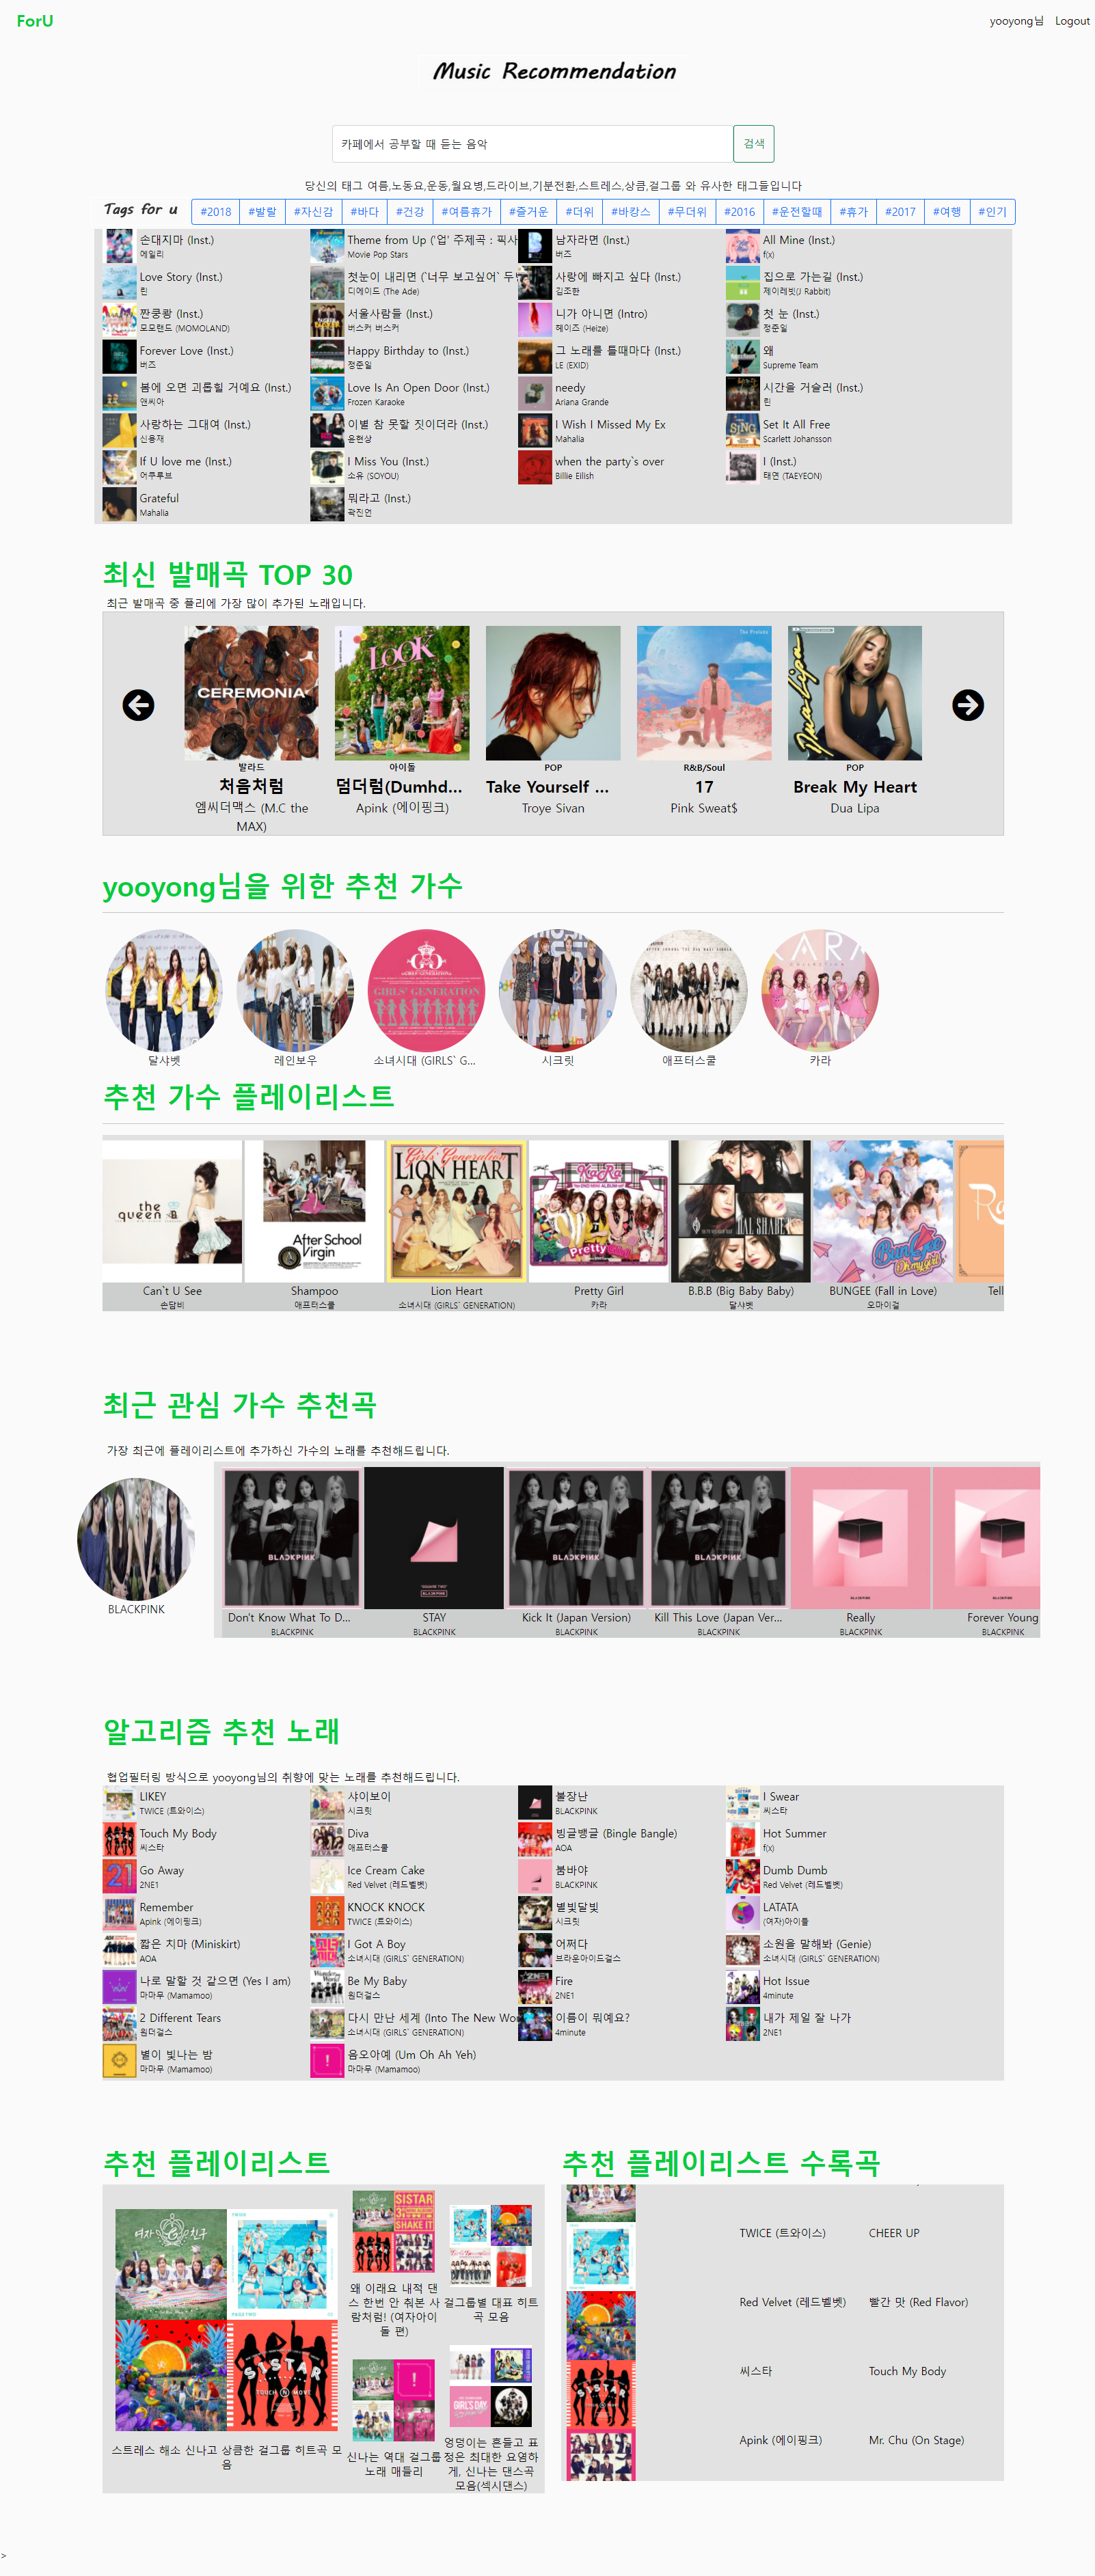 ForU
yooyong님 Logout
Music Recommendation
카페에서 공부할 때 듣는 음악 검색
당신의 태그 여름,노동요,운동,월요병,드라이브,기분전환,스트레스,상큼,걸그룹 와 유사한 태그들입니다
Tags for u #2018 #발랄 #자신감 #바다 #건강 #여름휴가 #즐거운 #더위 #바캉스 #무더위 #2016 #운전할때 #휴가 #2017 #여행 #인기
손대지마 (Inst.) Theme from Up ('업' 주제곡 : 픽사 남자라면 (Inst.) All Mine (Inst.)
에일리 Movie Pop Stars 버즈 f(x)
Love Story (Inst.) 첫눈이 내리면 (`너무 보고싶어` 두 사랑에 빠지고 싶다 (Inst.) 집으로 가는길 (Inst.)
린 디에이드 (The Ade) 김조한 제이레빗(J Rabbit)
짠쿵쾅 (Inst.) 서울사람들 (Inst.) 니가 아니면 (Intro) 첫 눈 (Inst.)
모모랜드 (MOMOLAND) 버스커 버스커 헤이즈 (Heize) 정준일
Forever Love (Inst.) Happy Birthday to (Inst.) 그 노래를 틀때마다 (Inst.) 왜
버즈 정준일 LE (EXID) Supreme Team
봄에 오면 괴롭힐 거예요 (Inst.) Love Is An Open Door (Inst.) needy 시간을 거슬러 (Inst.)
앤씨아 Frozen Karaoke Ariana Grande 린
사랑하는 그대여 (Inst.) 이별 참 못할 짓이더라 (Inst.) I Wish I Missed My Ex Set It All Free
신용재 윤현상 Mahalia Scarlett Johansson
If U love me (Inst.) I Miss You (Inst.) when the party`s over I (Inst.)
어쿠루브 소유 (SOYOU) Billie Eilish 태연 (TAEYEON)
Grateful 뭐라고 (Inst.)
Mahalia 곽진언
최신 발매곡 TOP 30
최근 발매곡 중 플리에 가장 많이 추가된 노래입니다.
CEREMONIA LOOK The Prelude Dua Lipa
발라드 아이돌 POP R&B/Soul POP
처음처럼 덤더럼(Dumhd... Take Yourself ... 17 Break My Heart
엠씨더맥스 (M.C the MAX) Apink (에이핑크) Troye Sivan Pink Sweat$ Dua Lipa
yooyong님을 위한 추천 가수
GIRLS' GENERATION KARA
달샤벳 레인보우 소녀시대 (GIRLS` G... 시크릿 애프터스쿨 카라
추천 가수 플레이리스트
the queen After School Virgin Girls' Generation LION HEART KaRa Pretty Girl
Can`t U See Shampoo Lion Heart Pretty Girl B.B.B (Big Baby Baby) BUNGEE (Fall in Love) Tell
손담비 애프터스쿨 소녀시대 (GIRLS` GENERATION) 카라 달샤벳 오마이걸
최근 관심 가수 추천곡
가장 최근에 플레이리스트에 추가하신 가수의 노래를 추천해드립니다.
BLACKPINK BLACKPINK BLACKPINK
BLACKPINK
Don't Know What To D... STAY Kick It (Japan Version) Kill This Love (Japan Ver... Really Forever Young
BLACKPINK BLACKPINK BLACKPINK BLACKPINK BLACKPINK BLACKPINK
알고리즘 추천 노래
협업필터링 방식으로 yooyong님의 취향에 맞는 노래를 추천해드립니다.
LIKEY 샤이보이 불장난 I Swear
TWICE (트와이스) 시크릿 BLACKPINK 씨스타
Touch My Body Diva 빙글뱅글 (Bingle Bangle) Hot Summer
씨스타 애프터스쿨 AOA f(x)
Go Away Ice Cream Cake 붐바야 Dumb Dumb
2NE1 Red Velvet (레드벨벳) BLACKPINK Red Velvet (레드벨벳)
Remember KNOCK KNOCK 별빛달빛 LATATA
Apink (에이핑크) TWICE (트와이스) 시크릿 (여자)아이들
짧은 치마 (Miniskirt) I Got A Boy 어쩌다 소원을 말해봐 (Genie)
AOA 소녀시대 (GIRLS` GENERATION) 브라운아이드걸스 소녀시대 (GIRLS` GENERATION)
나로 말할 것 같으면 (Yes I am) Be My Baby Fire Hot Issue
마마무 (Mamamoo) 원더걸스 2NE1 4minute
2 Different Tears 다시 만난 세계 (Into The New Wor 이름이 뭐예요? 내가 제일 잘 나가
원더걸스 소녀시대 (GIRLS` GENERATION) 4minute 2NE1
별이 빛나는 밤 음오아예 (Um Oh Ah Yeh)
마마무 (Mamamoo) 마마무 (Mamamoo)
추천 플레이리스트 추천 플레이리스트 수록곡
여자친구 SISTAR SHAKE IT
SISTAR TOUCH N MOVE GIRL'S DAY
왜 이래요 내적 댄스 한번 안 춰본 사람처럼! (여자아이돌 편)
걸그룹별 대표 히트곡 모음
스트레스 해소 신나고 상큼한 걸그룹 히트곡 모음
신나는 역대 걸그룹 노래 매들리
엉덩이는 흔들고 표정은 최대한 요염하게, 신나는 댄스곡 모음(섹시댄스)
TWICE (트와이스) CHEER UP
Red Velvet (레드벨벳) 빨간 맛 (Red Flavor)
씨스타 Touch My Body
Apink (에이핑크) Mr. Chu (On Stage)
>